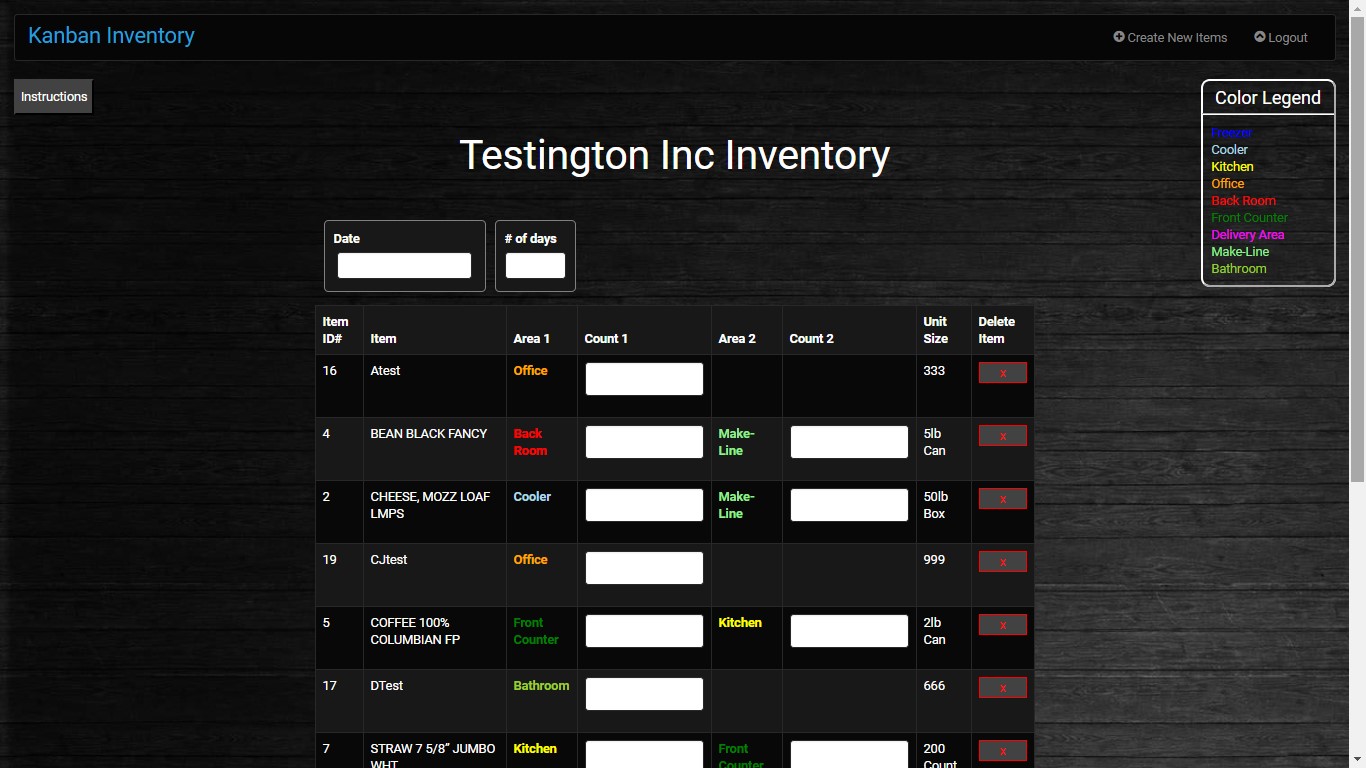 Kanban Inventory
Create New Items
Logout
Instructions
Color Legend
Freezer
Cooler
Kitchen
Office
Back Room
Front Counter
Delivery Area
Make-Line
Bathroom
Testington Inc Inventory
Date
# of days
Item ID#
Item
Area 1
Count 1
Area 2
Count 2
Unit Size
Delete Item
16
Atest
Office
333
x
4
BEAN BLACK FANCY
Back
Room
Make-
Line
5lb
Can
x
2
CHEESE, MOZZ LOAF
LMPS
Cooler
Make-
Line
50lb
Box
x
19
CJtest
Office
999
x
5
COFFEE 100%
COLUMBIAN FP
Front
Counter
Kitchen
2lb
Can
x
17
DTest
Bathroom
666
x
7
STRAW 7 5/8" JUMBO
WHT
Kitchen
Front
Counter
200
Count
x